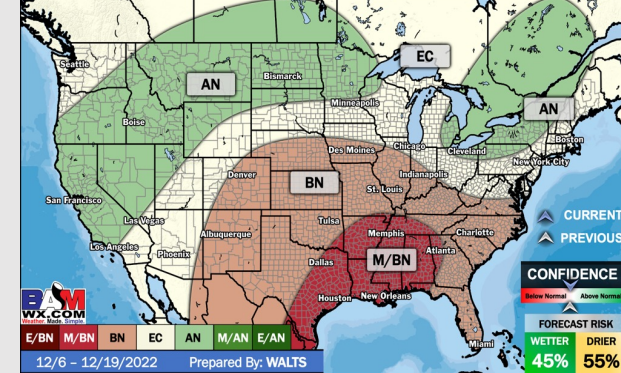 EC
Seattle
AN
Bismarck
Minneapolis
AN
Boise
Boston
Des Moines
Chicago
Cleveland
New York City
Denver
BN
Indianapolis
St. Louis
San Francisco
Las Vegas
Tulsa
CURRENT
Albuquerque
Memphis
Charlotte
Los Angeles
Phoenix
Dallas
M/BN
Atlanta
PREVIOUS
Houston
New Orleans
CONFIDENCE
Below Normal Above Norma
BAM
WX.COM
Weather. Made. Simple.
FORECAST RISK
E/BN M/BN BN EC AN M/AN E/AN
Miami
WETTER DRIER
12/6 – 12/19/2022 Prepared By: WALTS
45% 55%